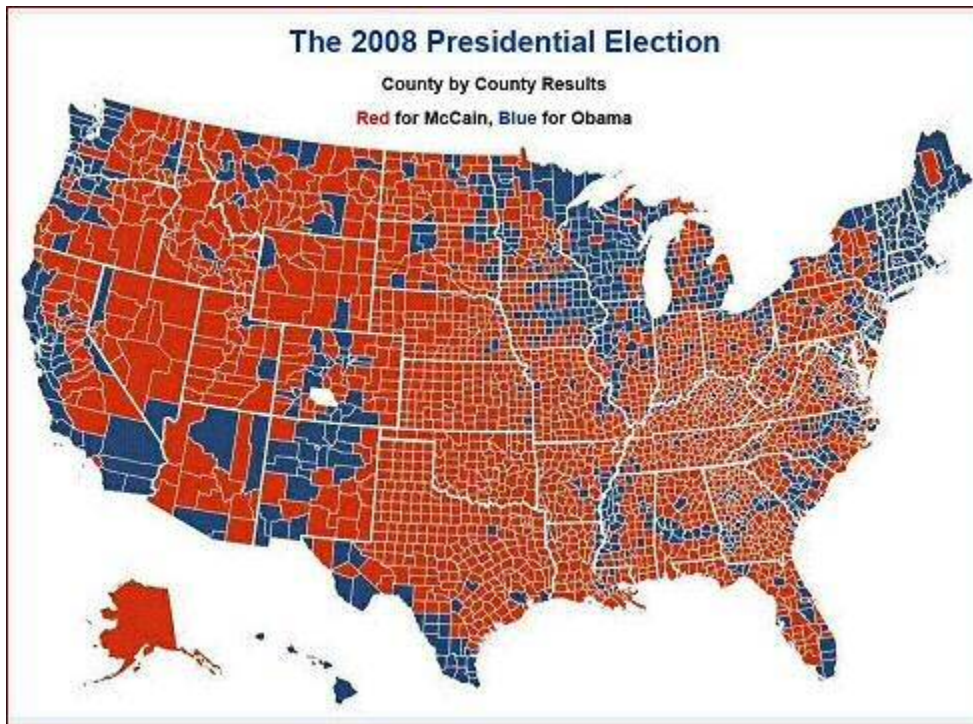 The 2008 Presidential Election
County by County Results
Red for McCain, Blue for Obama